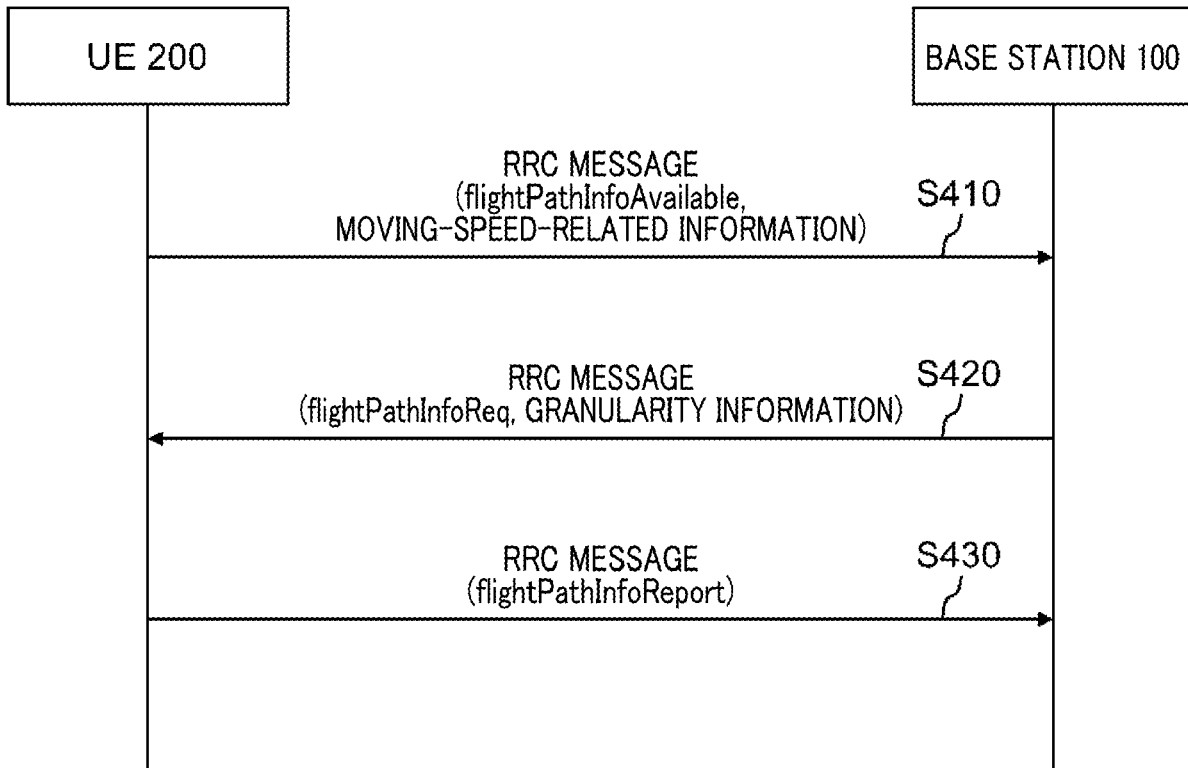 UE 200
BASE STATION 100
RRC MESSAGE
(flightPathInfoAvailable,
MOVING-SPEED-RELATED INFORMATION)
S410
RRC MESSAGE
(flightPathInfoReq, GRANULARITY INFORMATION)
S420
RRC MESSAGE
(flightPathInfoReport)
S430